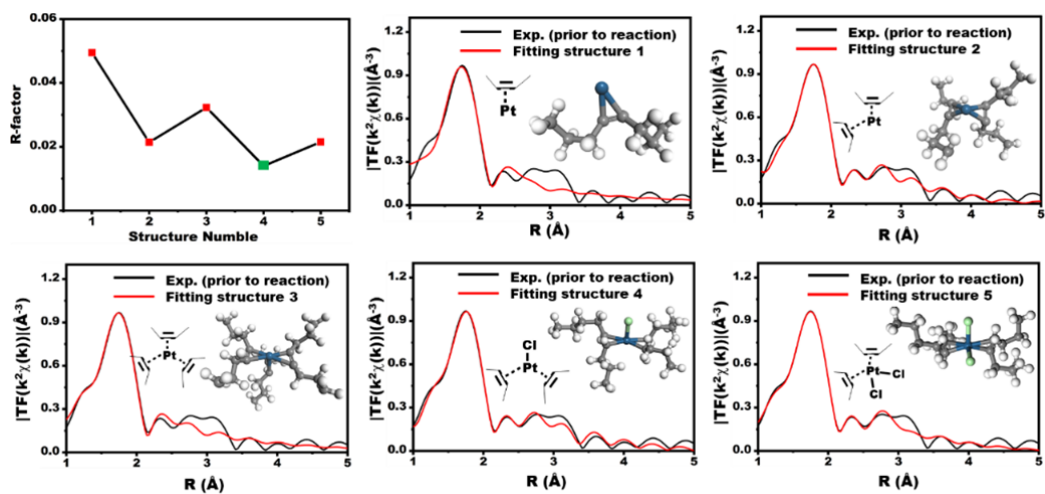 0.06
0.04
0.02
0.00
R-factor
1 2 3 4 5
Structure Numble
|TF(k²χ(k))|(Å-³)
1.2
0.9
0.6
0.3
0.0
Exp. (prior to reaction)
Fitting structure 1
Pt
1 2 3 4 5
R (Å)
|TF(k²χ(k))|(Å-³)
1.2
0.9
0.6
0.3
0.0
Exp. (prior to reaction)
Fitting structure 2
Pt
1 2 3 4 5
R (Å)
|TF(k²χ(k))|(Å-³)
1.2
0.9
0.6
0.3
0.0
Exp. (prior to reaction)
Fitting structure 3
Pt
1 2 3 4 5
R (Å)
|TF(k²χ(k))|(Å-³)
1.2
0.9
0.6
0.3
0.0
Exp. (prior to reaction)
Fitting structure 4
Cl
Pt
1 2 3 4 5
R (Å)
|TF(k²χ(k))|(Å-³)
1.2
0.9
0.6
0.3
0.0
Exp. (prior to reaction)
Fitting structure 5
Pt Cl
Cl
1 2 3 4 5
R (Å)